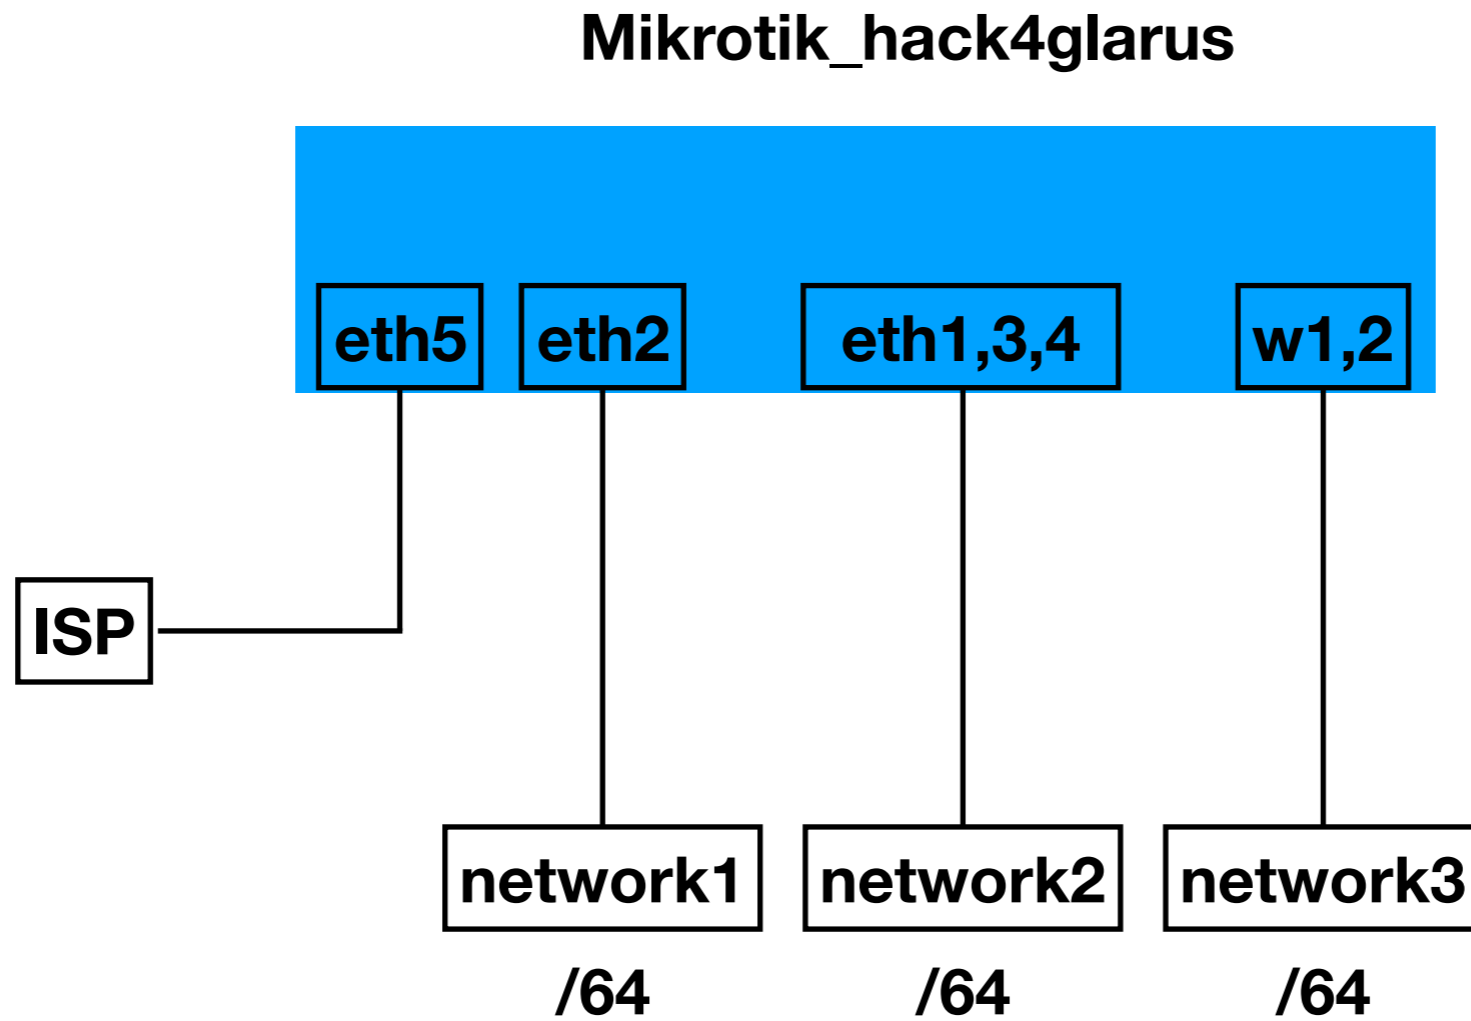 Mikrotik_hack4glarus
eth5
eth2
eth1,3,4
w1,2
ISP
network1
network2
network3
/64
/64
/64